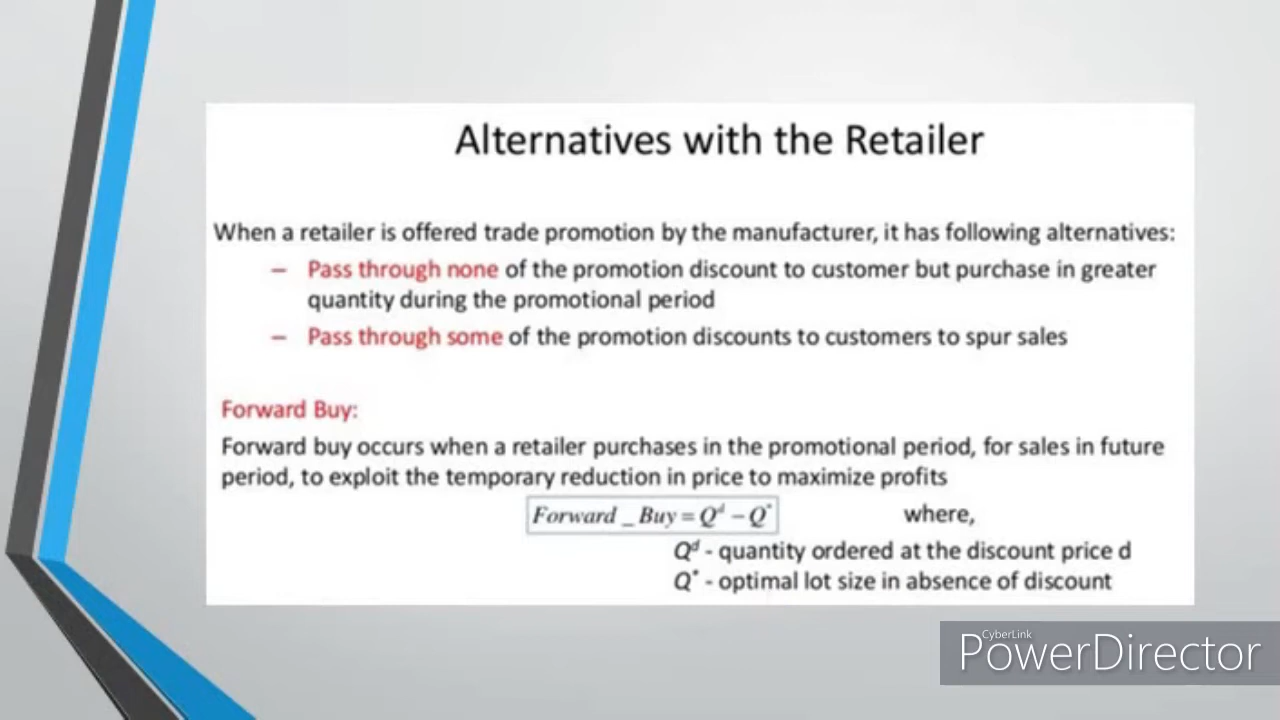 Alternatives with the Retailer
When a retailer is offered trade promotion by the manufacturer, it has following alternatives:
– Pass through none of the promotion discount to customer but purchase in greater
quantity during the promotional period
– Pass through some of the promotion discounts to customers to spur sales
Forward Buy:
Forward buy occurs when a retailer purchases in the promotional period, for sales in future
period, to exploit the temporary reduction in price to maximize profits
Forward _ Buy = Q^d – Q^* where,
Q^d - quantity ordered at the discount price d
Q^* - optimal lot size in absence of discount
CyberLink
PowerDirector